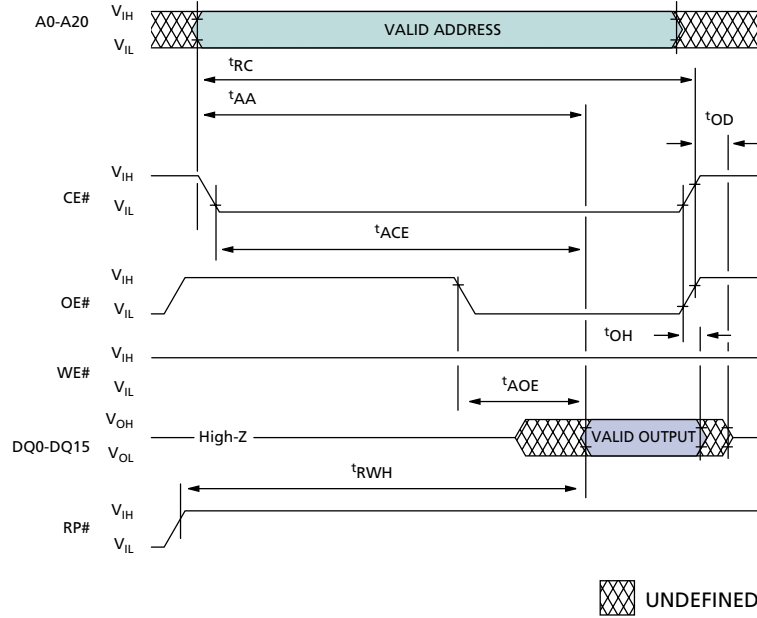 A0-A20
VIH
VIL
VALID ADDRESS
tRC
tAA
tOD
CE#
VIH
VIL
tACE
OE#
VIH
VIL
tOH
WE#
VIH
VIL
tAOE
DQ0-DQ15
VOH
VOL
High-Z
VALID OUTPUT
tRWH
RP#
VIH
VIL
UNDEFINED